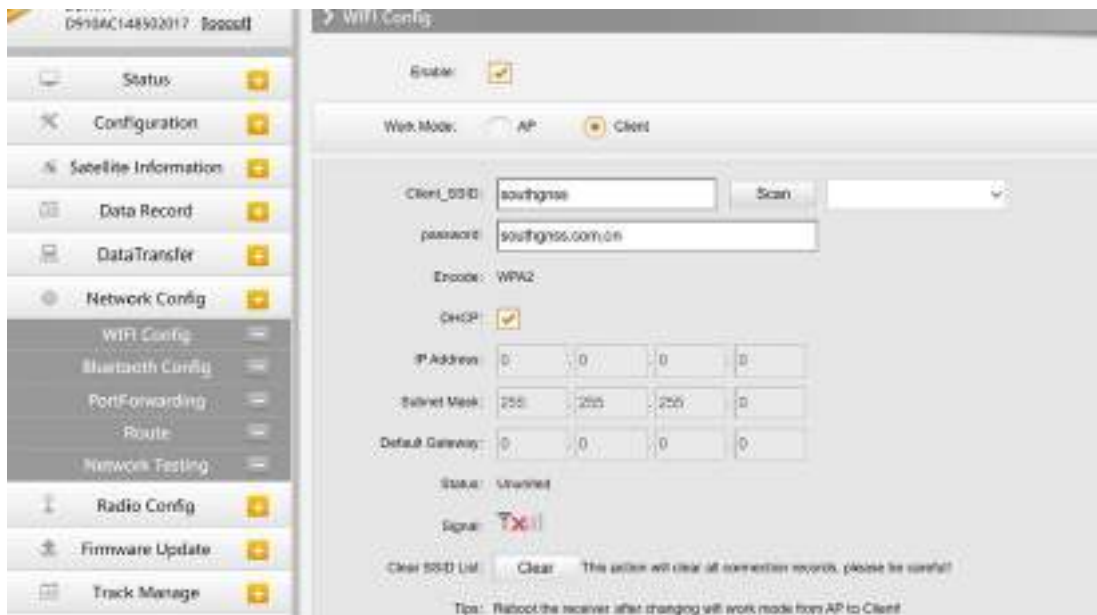 [logout]
Status
Configuration
Satellite Information
Data Record
DataTransfer
Network Config
WIFI Config
Bluetooth Config
PortForwarding
Route
Network Testing
Radio Config
Firmware Update
Track Manage
WIFI Config
Enable:
Work Mode: AP Client
Client_SSID: southgnss Scan
password: southgnss.com.cn
Encode: WPA2
DHCP:
IP Address: 0 . 0 . 0 . 0
Subnet Mask: 255 . 255 . 255 . 0
Default Gateway: 0 . 0 . 0 . 0
Status:
Signal:
Clear SSID List: Clear This action will clear all connection records, please be careful!
Tips: Reboot the receiver after changing wifi work mode from AP to Client!